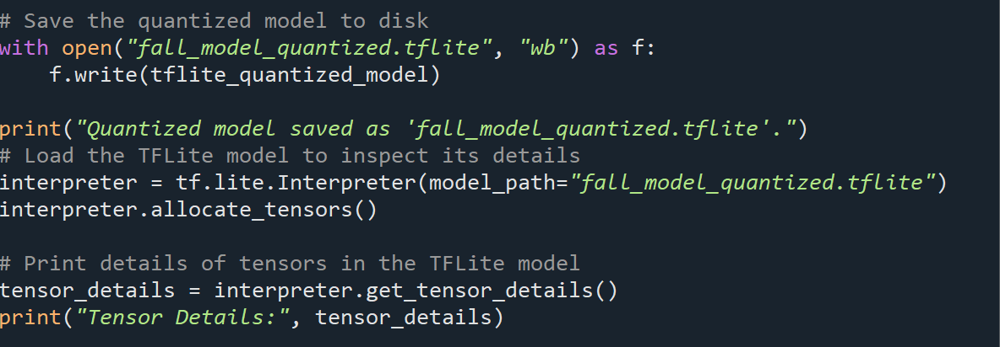 # Save the quantized model to disk
with open("fall_model_quantized.tflite", "wb") as f:
    f.write(tflite_quantized_model)

print("Quantized model saved as 'fall_model_quantized.tflite'.")
# Load the TFLite model to inspect its details
interpreter = tf.lite.Interpreter(model_path="fall_model_quantized.tflite")
interpreter.allocate_tensors()

# Print details of tensors in the TFLite model
tensor_details = interpreter.get_tensor_details()
print("Tensor Details:", tensor_details)